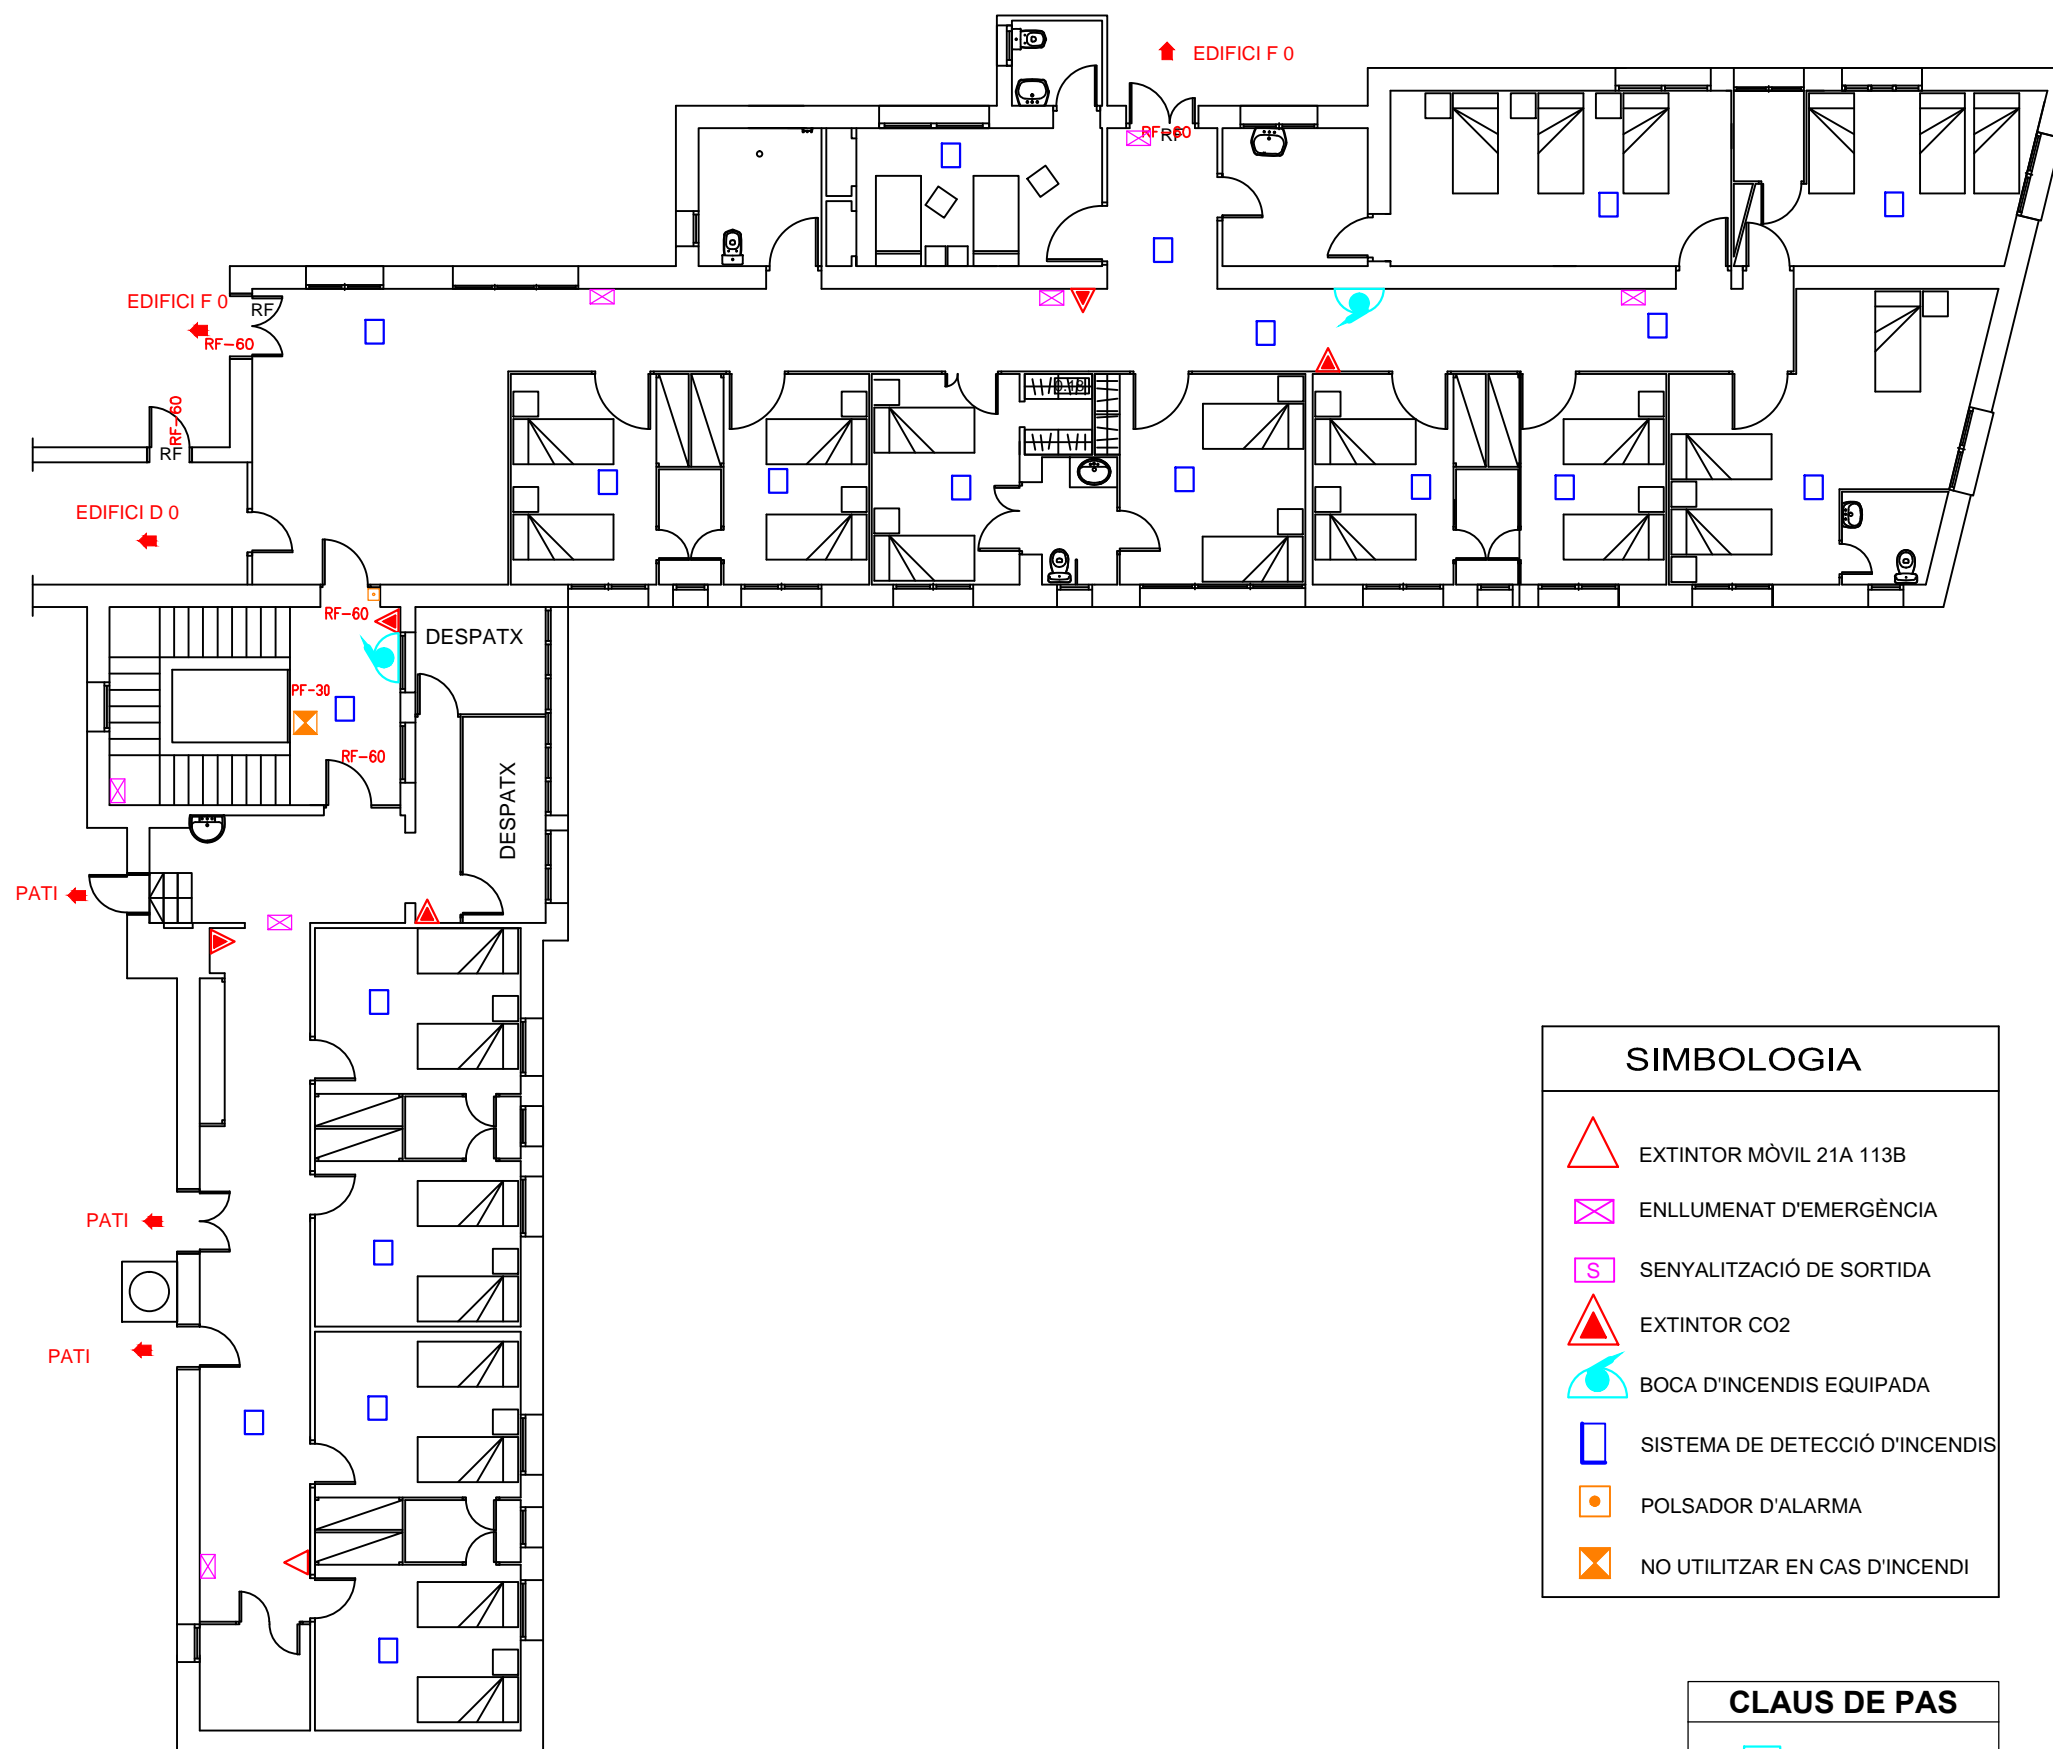 EDIFICI F 0
RF-60
RF
EDIFICI F 0
RF
RF-60
RF-60
RF
0.18
EDIFICI D 0
RF-60
DESPATX
PF-30
RF-60
DESPATX
PATI
PATI
PATI
SIMBOLOGIA
EXTINTOR MÒVIL 21A 113B
ENLLUMENAT D'EMERGÈNCIA
S SENYALITZACIÓ DE SORTIDA
EXTINTOR CO2
BOCA D'INCENDIS EQUIPADA
SISTEMA DE DETECCIÓ D'INCENDIS
POLSADOR D'ALARMA
NO UTILITZAR EN CAS D'INCENDI
CLAUS DE PAS